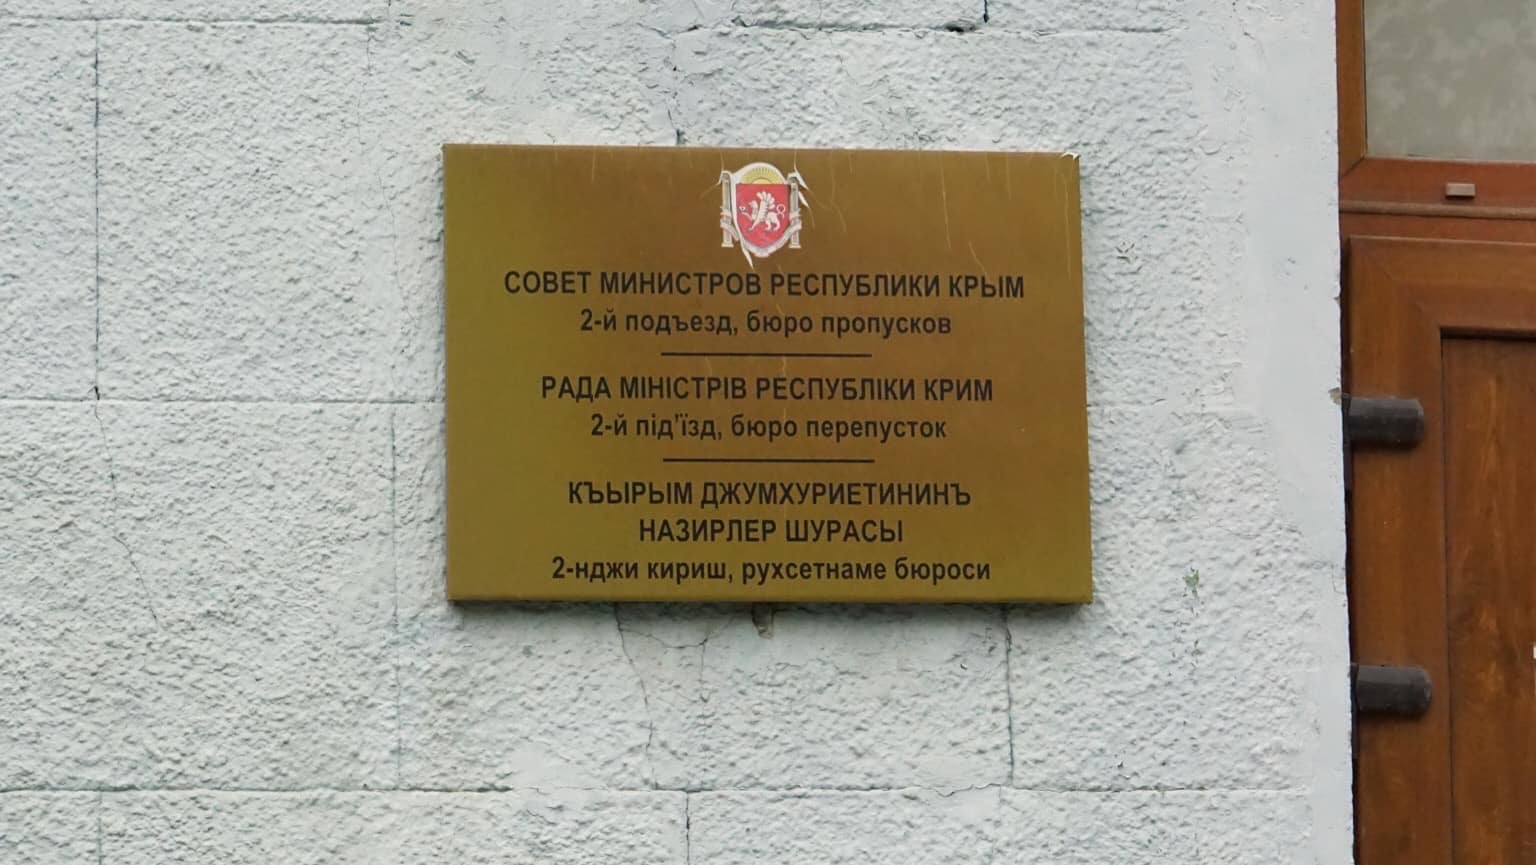 СОВЕТ МИНИСТРОВ РЕСПУБЛИКИ КРЫМ
2-й подъезд, бюро пропусков
РАДА МІНІСТРІВ РЕСПУБЛІКИ КРИМ
2-й під'їзд, бюро перепусток
КЪЫРЫМ ДЖУМХУРИЕТИНИНЪ
НАЗИРЛЕР ШУРАСЫ
2-нджи кириш, рухсетнаме бюроси